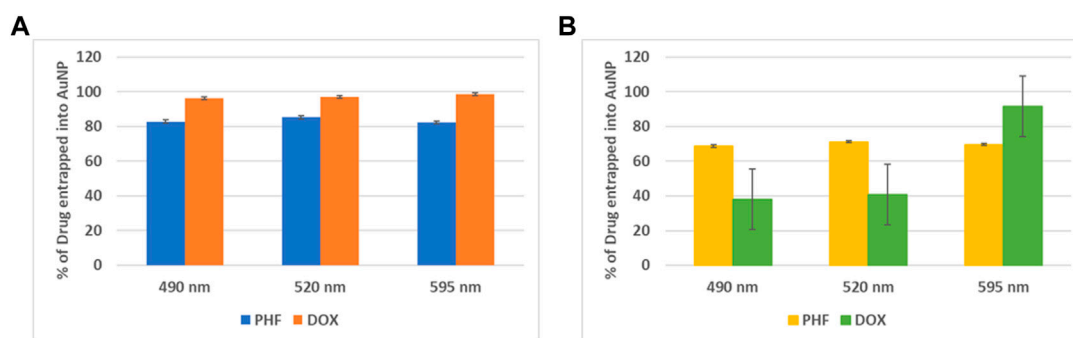 A
% of Drug entrapped into AuNP
120
100
80
60
40
20
0
490 nm
520 nm
595 nm
PHF
DOX
B
% of Drug entrapped into AuNP
120
100
80
60
40
20
0
490 nm
520 nm
595 nm
PHF
DOX